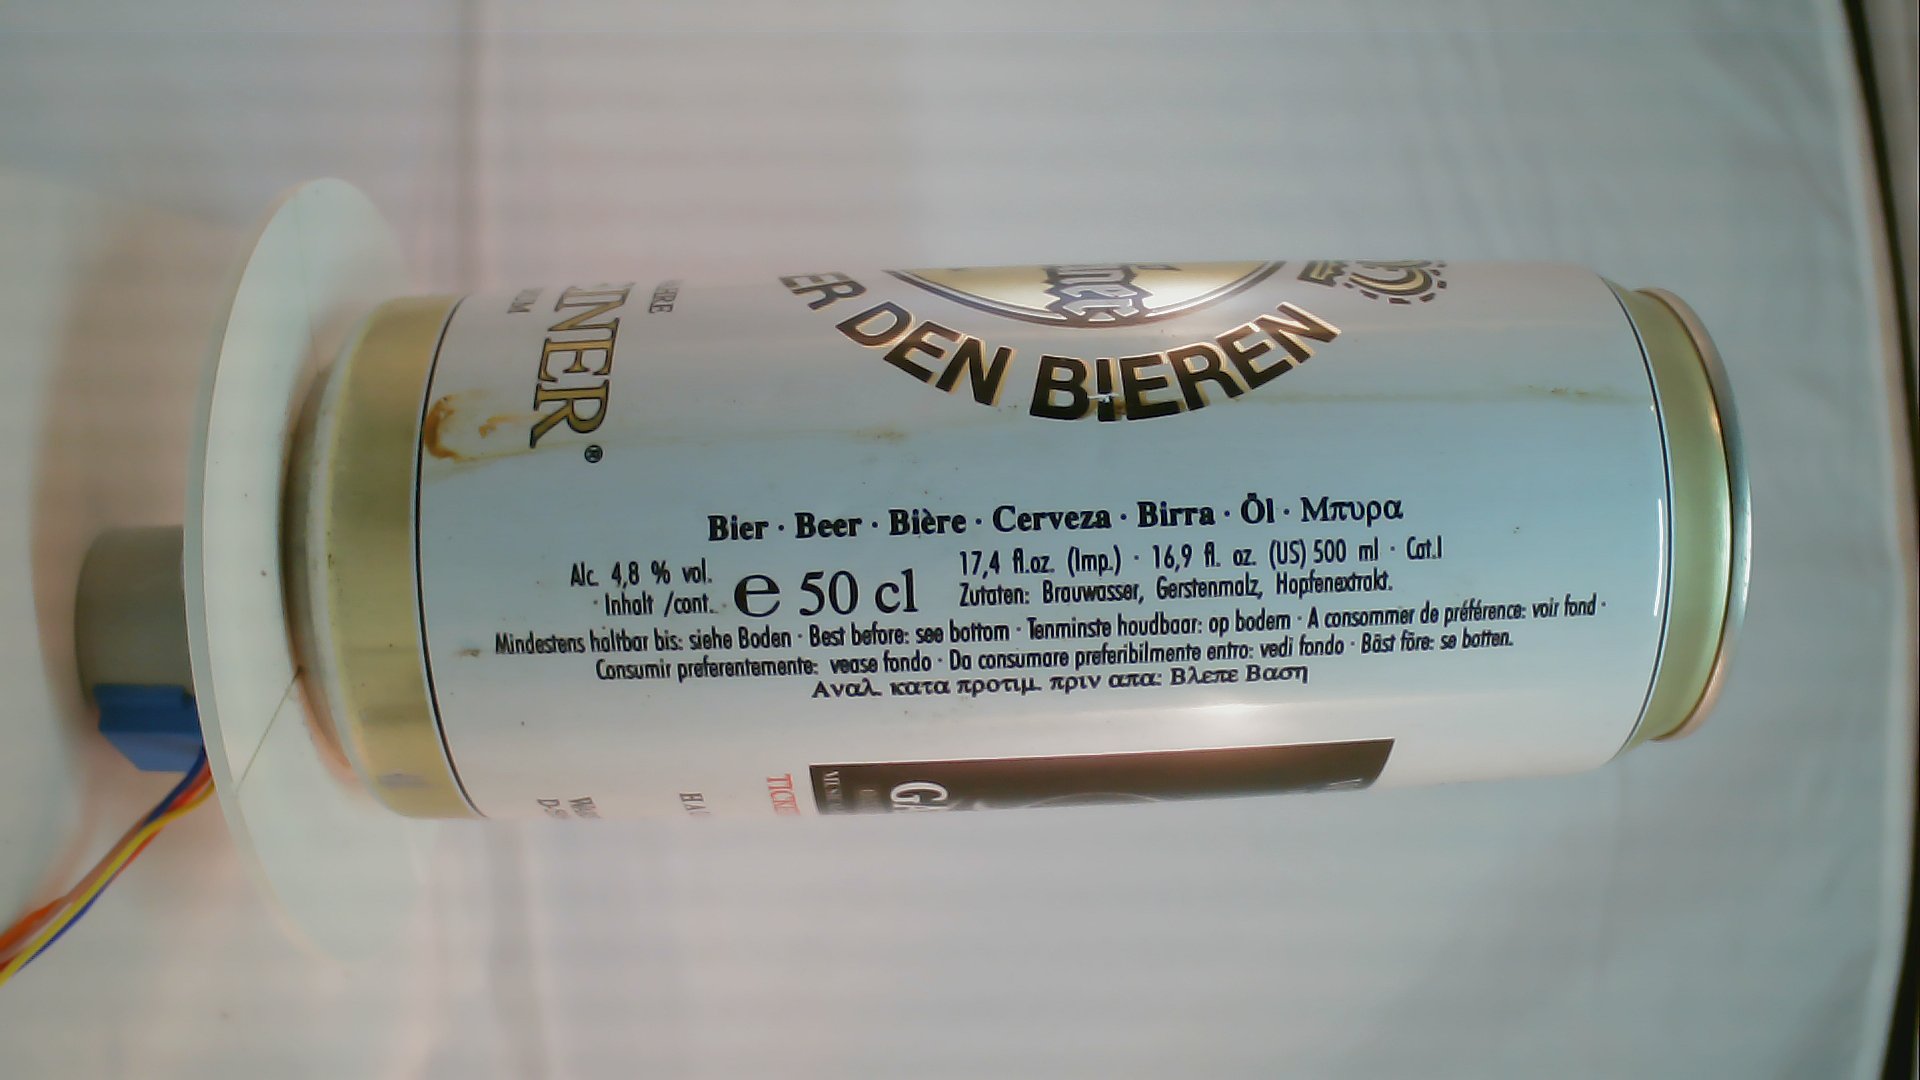 INER®
ER DEN BIEREN
Bier · Beer · Bière · Cerveza · Birra · Öl · Μπυρα
Alc. 4,8 % vol.
· Inhalt /cont.
e 50 cl
17,4 fl.oz. (Imp.) · 16,9 fl. oz. (US) 500 ml · Cat.I
Zutaten: Brauwasser, Gerstenmalz, Hopfenextrakt.
Mindestens haltbar bis: siehe Boden · Best before: see bottom · Tenminste houdbaar: op bodem · A consommer de préférence: voir fond ·
Consumir preferentemente: vease fondo · Da consumare preferibilmente entro: vedi fondo · Bäst före: se botten.
Αναλ. κατα προτιμ. πριν απα: Βλεπε Βαση